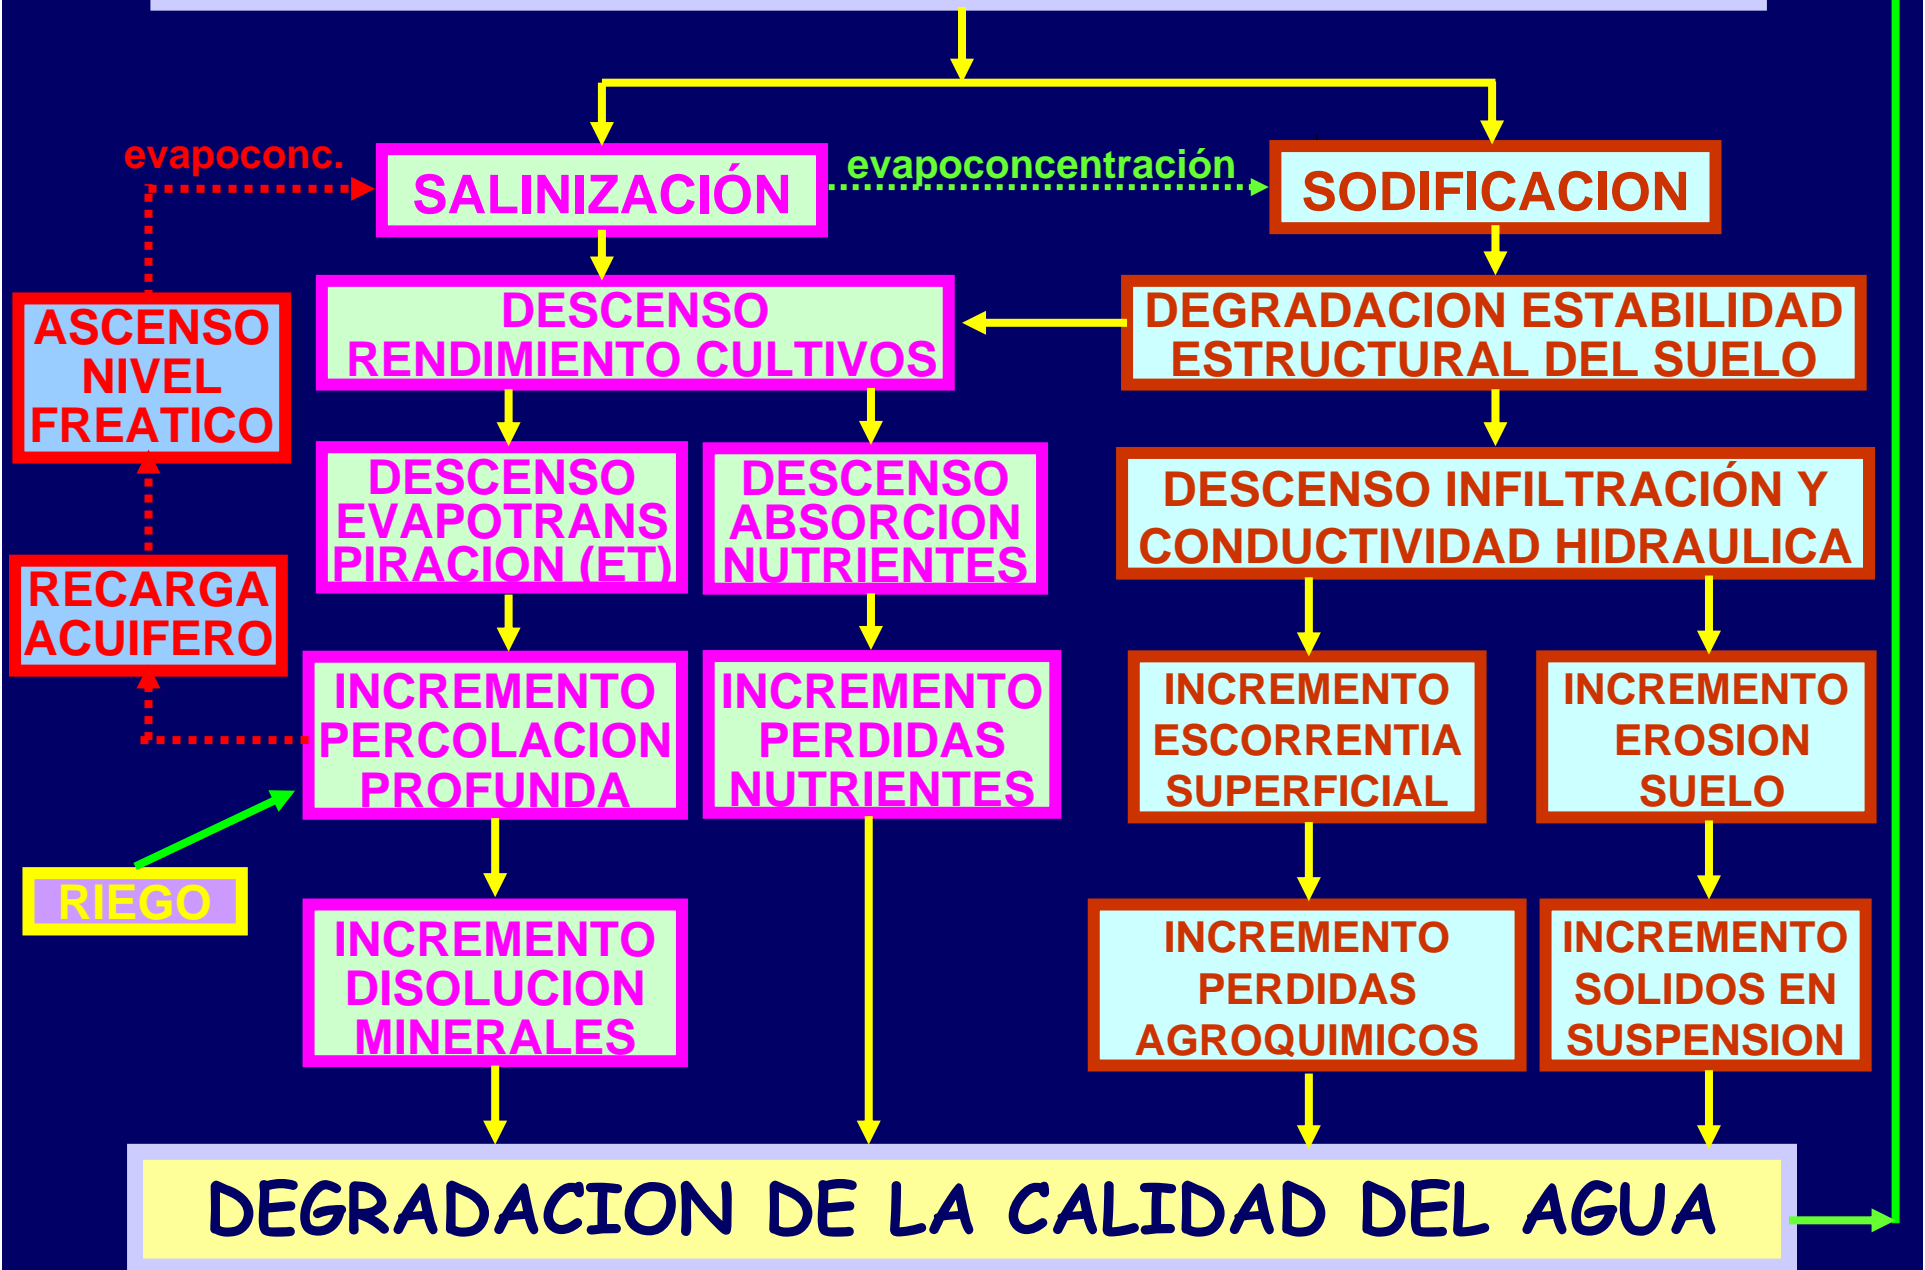 evapoconc.
SALINIZACIÓN
evapoconcentración
SODIFICACION
ASCENSO
NIVEL
FREATICO
DESCENSO
RENDIMIENTO CULTIVOS
DEGRADACION ESTABILIDAD
ESTRUCTURAL DEL SUELO
DESCENSO
EVAPOTRANS
PIRACION (ET)
DESCENSO
ABSORCION
NUTRIENTES
DESCENSO INFILTRACIÓN Y
CONDUCTIVIDAD HIDRAULICA
RECARGA
ACUIFERO
INCREMENTO
PERCOLACION
PROFUNDA
INCREMENTO
PERDIDAS
NUTRIENTES
INCREMENTO
ESCORRENTIA
SUPERFICIAL
INCREMENTO
EROSION
SUELO
RIEGO
INCREMENTO
DISOLUCION
MINERALES
INCREMENTO
PERDIDAS
AGROQUIMICOS
INCREMENTO
SOLIDOS EN
SUSPENSION
DEGRADACION DE LA CALIDAD DEL AGUA